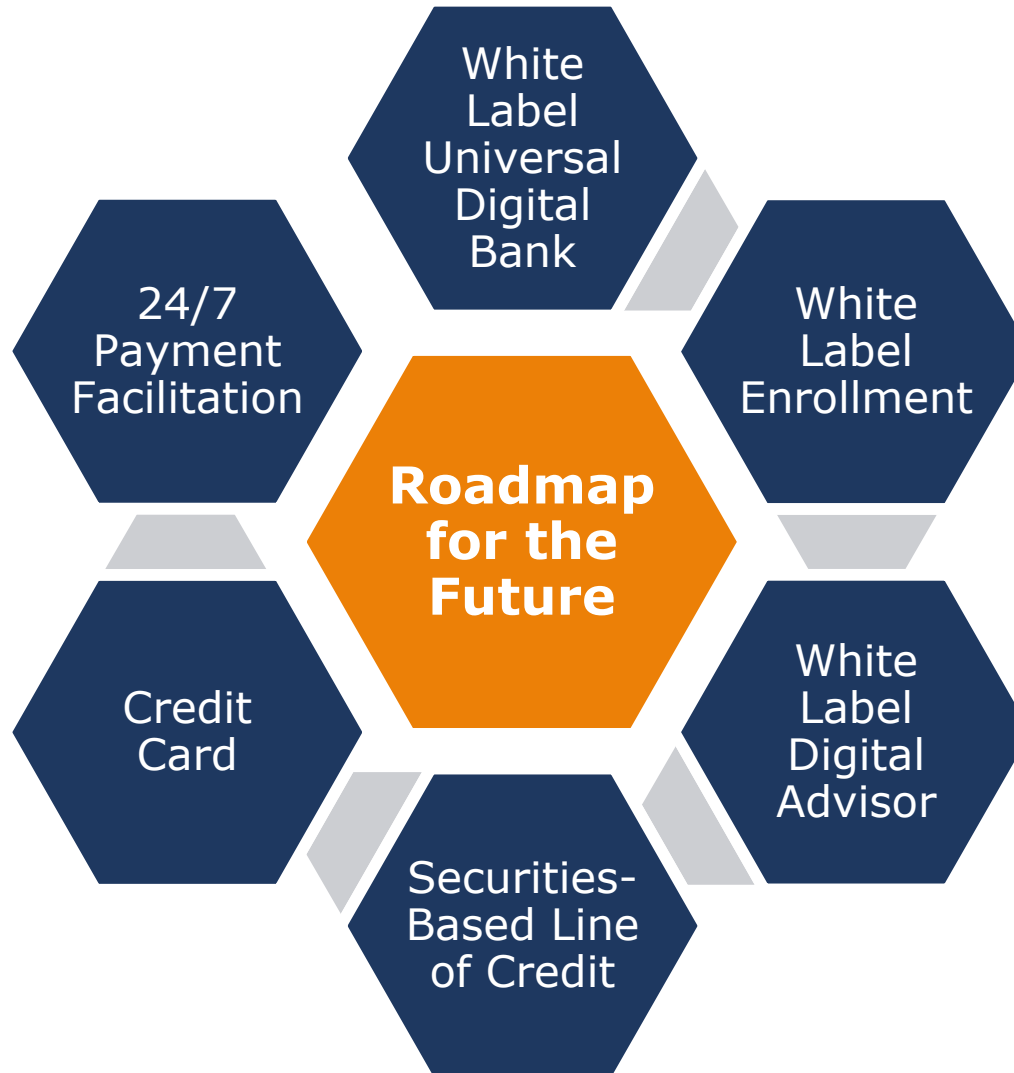 White
Label
Universal
Digital
Bank
24/7
Payment
Facilitation
White
Label
Enrollment
Roadmap
for the
Future
Credit
Card
White
Label
Digital
Advisor
Securities-
Based Line
of Credit